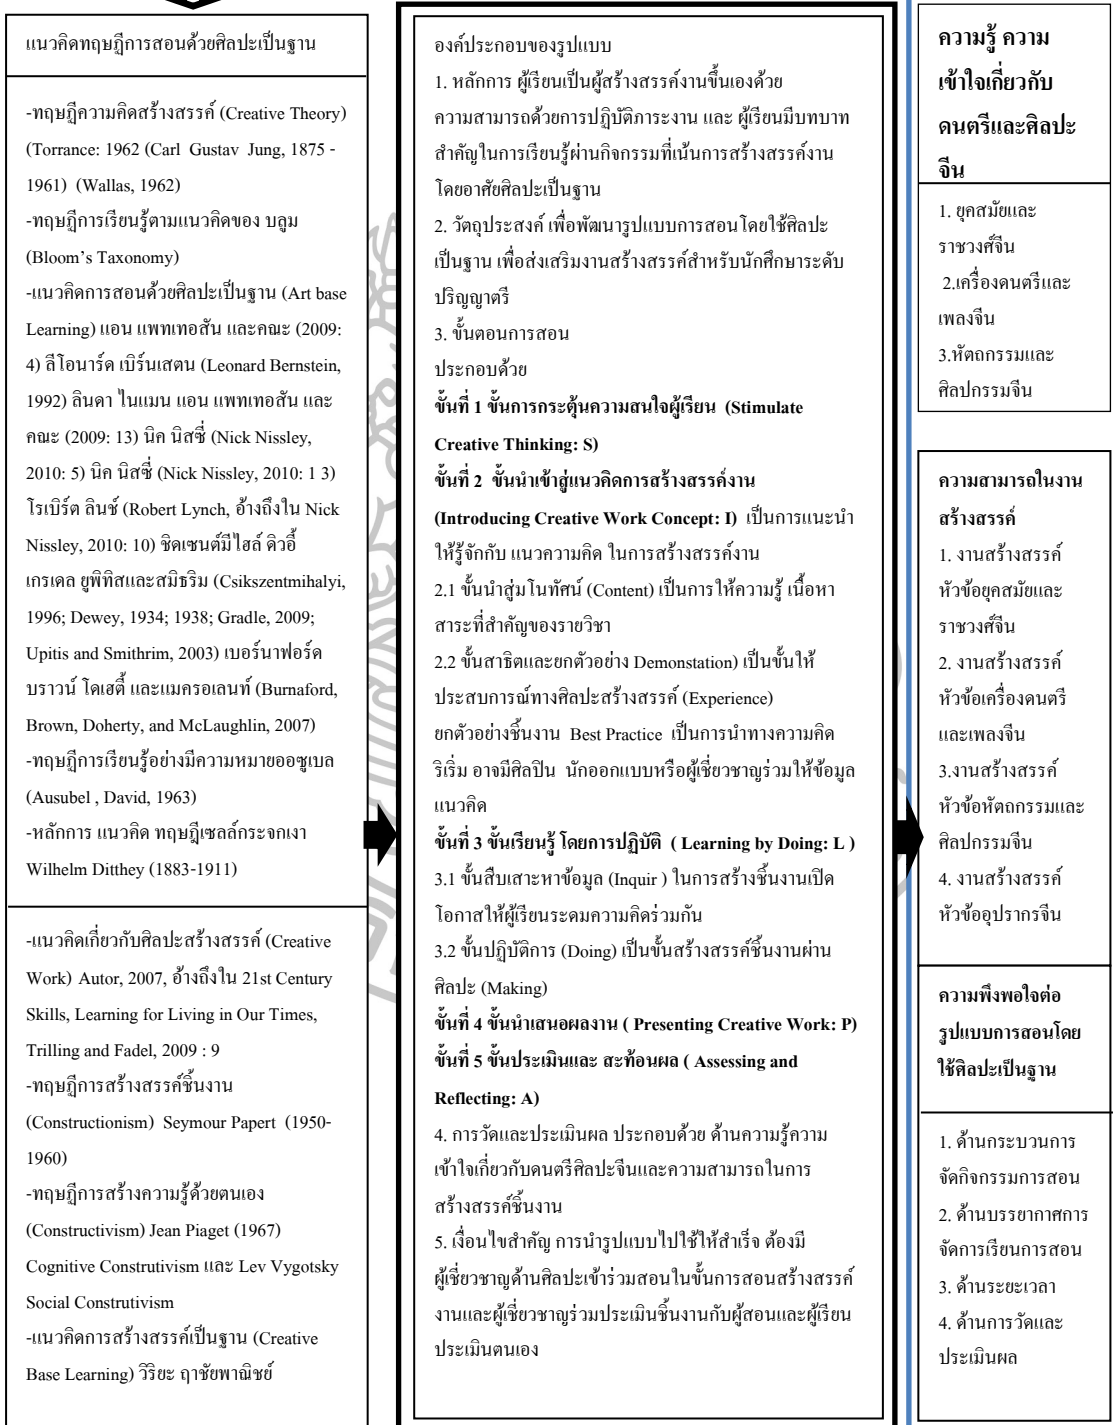 แนวคิดทฤษฎีการสอนด้วยศิลปะเป็นฐาน
-ทฤษฎีความคิดสร้างสรรค์ (Creative Theory)
(Torrance: 1962 (Carl Gustav Jung, 1875 -
1961) (Wallas, 1962)
-ทฤษฎีการเรียนรู้ตามแนวคิดของ บลูม
(Bloom's Taxonomy)
-แนวคิดการสอนด้วยศิลปะเป็นฐาน (Art base
Learning) แอน แพทเทอสัน และคณะ (2009:
4) ลีโอนาร์ด เบิร์นเสตน (Leonard Bernstein,
1992) ลินดา ไนแมน แอน แพทเทอสัน และ
คณะ (2009: 13) นิค นิสซี่ (Nick Nissley,
2010: 5) นิค นิสซี่ (Nick Nissley, 2010: 1 3)
โรเบิร์ต ลินช์ (Robert Lynch, อ้างถึงใน Nick
Nissley, 2010: 10) ชิดเซนต์มีไฮล์ ดิวอี้
เกรเดล ยูพิทิสและสมิธริม (Csikszentmihalyi,
1996; Dewey, 1934; 1938; Gradle, 2009;
Upitis and Smithrim, 2003) เบอร์นาฟอร์ด
บราวน์ โดเฮตี้ และแมครอเลนท์ (Burnaford,
Brown, Doherty, and McLaughlin, 2007)
-ทฤษฎีการเรียนรู้อย่างมีความหมายออซูเบล
(Ausubel , David, 1963)
-หลักการ แนวคิด ทฤษฎีเซลล์กระจกเงา
Wilhelm Ditthey (1883-1911)
-แนวคิดเกี่ยวกับศิลปะสร้างสรรค์ (Creative
Work) Autor, 2007, อ้างถึงใน 21st Century
Skills, Learning for Living in Our Times,
Trilling and Fadel, 2009 : 9
-ทฤษฎีการสร้างสรรค์ชิ้นงาน
(Constructionism) Seymour Papert (1950-
1960)
-ทฤษฎีการสร้างความรู้ด้วยตนเอง
(Constructivism) Jean Piaget (1967)
Cognitive Construtivism และ Lev Vygotsky
Social Construtivism
-แนวคิดการสร้างสรรค์เป็นฐาน (Creative
Base Learning) วิริยะ ฤาชัยพาณิชย์
องค์ประกอบของรูปแบบ
1. หลักการ ผู้เรียนเป็นผู้สร้างสรรค์งานขึ้นเองด้วย
ความสามารถด้วยการปฏิบัติภาระงาน และ ผู้เรียนมีบทบาท
สำคัญในการเรียนรู้ผ่านกิจกรรมที่เน้นการสร้างสรรค์งาน
โดยอาศัยศิลปะเป็นฐาน
2. วัตถุประสงค์ เพื่อพัฒนารูปแบบการสอนโดยใช้ศิลปะ
เป็นฐาน เพื่อส่งเสริมงานสร้างสรรค์สำหรับนักศึกษาระดับ
ปริญญาตรี
3. ขั้นตอนการสอน
ประกอบด้วย
ขั้นที่ 1 ขั้นการกระตุ้นความสนใจผู้เรียน (Stimulate
Creative Thinking: S)
ขั้นที่ 2 ขั้นนำเข้าสู่แนวคิดการสร้างสรรค์งาน
(Introducing Creative Work Concept: I) เป็นการแนะนำ
ให้รู้จักกับ แนวความคิด ในการสร้างสรรค์งาน
2.1 ขั้นนำสู่มโนทัศน์ (Content) เป็นการให้ความรู้ เนื้อหา
สาระที่สำคัญของรายวิชา
2.2 ขั้นสาธิตและยกตัวอย่าง Demonstation) เป็นขั้นให้
ประสบการณ์ทางศิลปะสร้างสรรค์ (Experience)
ยกตัวอย่างชิ้นงาน Best Practice เป็นการนำทางความคิด
ริเริ่ม อาจมีศิลปิน นักออกแบบหรือผู้เชี่ยวชาญร่วมให้ข้อมูล
แนวคิด
ขั้นที่ 3 ขั้นเรียนรู้ โดยการปฏิบัติ ( Learning by Doing: L )
3.1 ขั้นสืบเสาะหาข้อมูล (Inquir ) ในการสร้างชิ้นงานเปิด
โอกาสให้ผู้เรียนระดมความคิดร่วมกัน
3.2 ขั้นปฏิบัติการ (Doing) เป็นขั้นสร้างสรรค์ชิ้นงานผ่าน
ศิลปะ (Making)
ขั้นที่ 4 ขั้นนำเสนอผลงาน ( Presenting Creative Work: P)
ขั้นที่ 5 ขั้นประเมินและ สะท้อนผล ( Assessing and
Reflecting: A)
4. การวัดและประเมินผล ประกอบด้วย ด้านความรู้ความ
เข้าใจเกี่ยวกับดนตรีศิลปะจีนและความสามารถในการ
สร้างสรรค์ชิ้นงาน
5. เงื่อนไขสำคัญ การนำรูปแบบไปใช้ให้สำเร็จ ต้องมี
ผู้เชี่ยวชาญด้านศิลปะเข้าร่วมสอนในขั้นการสอนสร้างสรรค์
งานและผู้เชี่ยวชาญร่วมประเมินชิ้นงานกับผู้สอนและผู้เรียน
ประเมินตนเอง
ความรู้ ความ
เข้าใจเกี่ยวกับ
ดนตรีและศิลปะ
จีน
1. ยุคสมัยและ
ราชวงศ์จีน
2.เครื่องดนตรีและ
เพลงจีน
3.หัตถกรรมและ
ศิลปกรรมจีน
ความสามารถในงาน
สร้างสรรค์
1. งานสร้างสรรค์
หัวข้อยุคสมัยและ
ราชวงศ์จีน
2. งานสร้างสรรค์
หัวข้อเครื่องดนตรี
และเพลงจีน
3.งานสร้างสรรค์
หัวข้อหัตถกรรมและ
ศิลปกรรมจีน
4. งานสร้างสรรค์
หัวข้ออุปรากรจีน
ความพึงพอใจต่อ
รูปแบบการสอนโดย
ใช้ศิลปะเป็นฐาน
1. ด้านกระบวนการ
จัดกิจกรรมการสอน
2. ด้านบรรยากาศการ
จัดการเรียนการสอน
3. ด้านระยะเวลา
4. ด้านการวัดและ
ประเมินผล